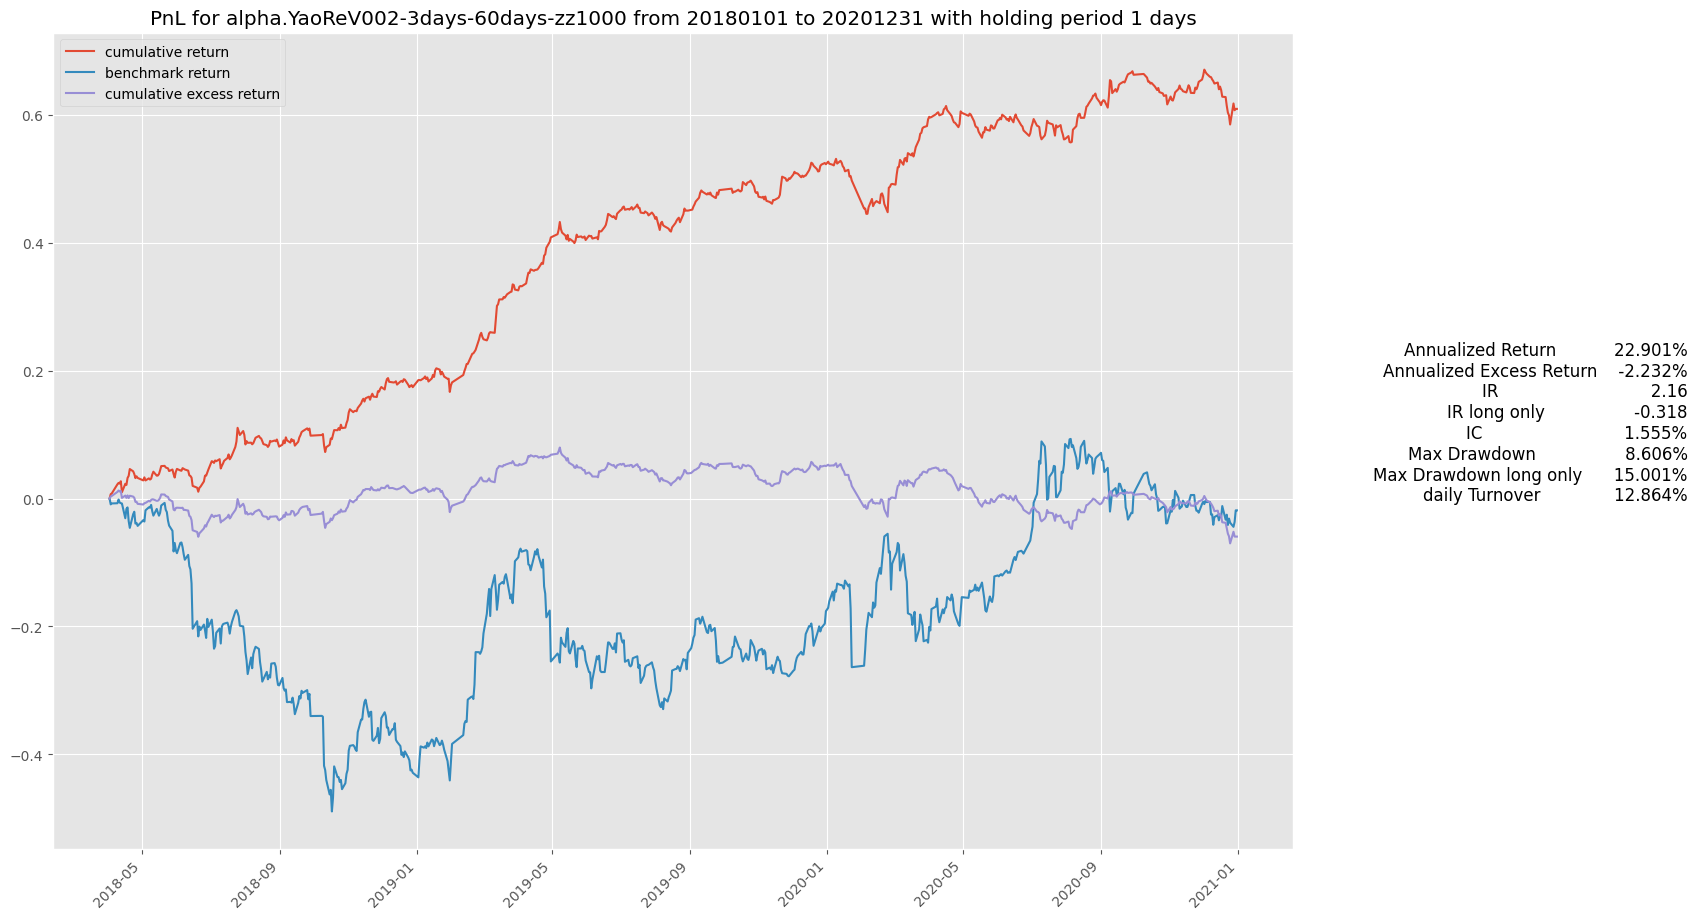 PnL for alpha.YaoReV002-3days-60days-zz1000 from 20180101 to 20201231 with holding period 1 days
cumulative return
benchmark return
cumulative excess return
0.6
0.4
0.2
0.0
−0.2
−0.4
2018-05
2018-09
2019-01
2019-05
2019-09
2020-01
2020-05
2020-09
2021-01
Annualized Return 22.901%
Annualized Excess Return -2.232%
IR 2.16
IR long only -0.318
IC 1.555%
Max Drawdown 8.606%
Max Drawdown long only 15.001%
daily Turnover 12.864%